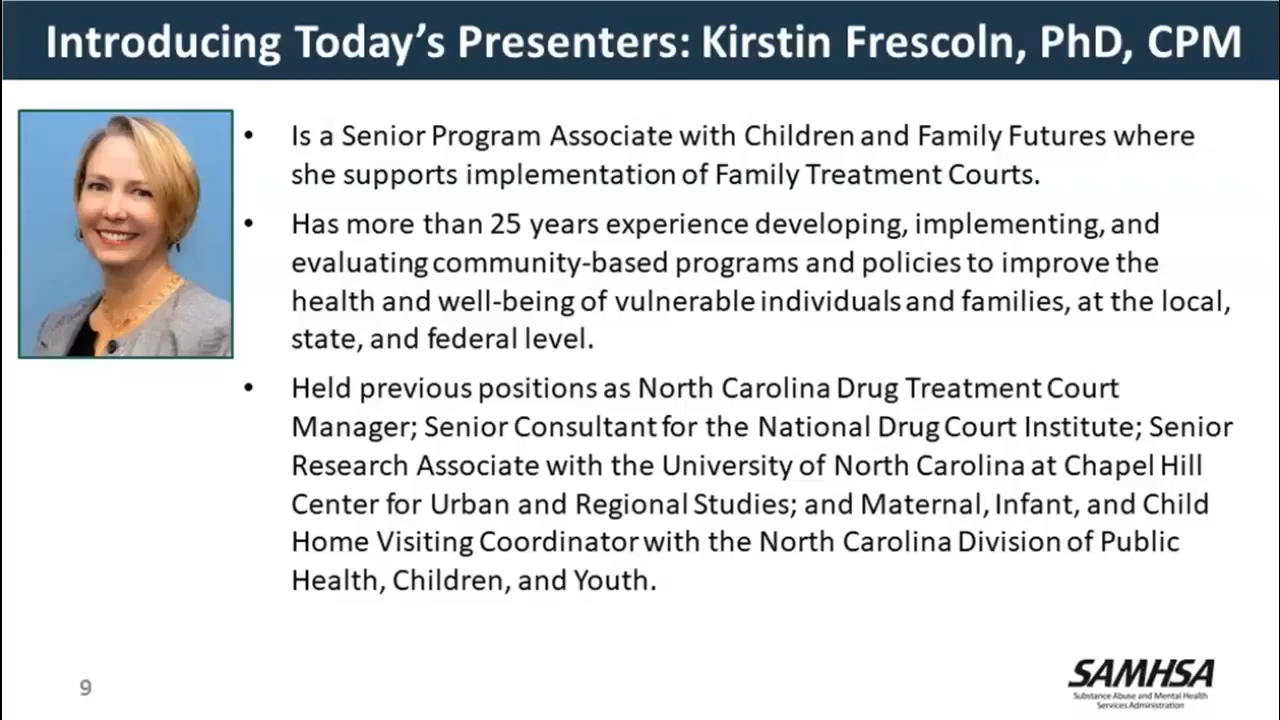 Introducing Today's Presenters: Kirstin Frescoln, PhD, CPM
• Is a Senior Program Associate with Children and Family Futures where
she supports implementation of Family Treatment Courts.
• Has more than 25 years experience developing, implementing, and
evaluating community-based programs and policies to improve the
health and well-being of vulnerable individuals and families, at the local,
state, and federal level.
• Held previous positions as North Carolina Drug Treatment Court
Manager; Senior Consultant for the National Drug Court Institute; Senior
Research Associate with the University of North Carolina at Chapel Hill
Center for Urban and Regional Studies; and Maternal, Infant, and Child
Home Visiting Coordinator with the North Carolina Division of Public
Health, Children, and Youth.
9
SAMHSA
Substance Abuse and Mental Health
Services Administration